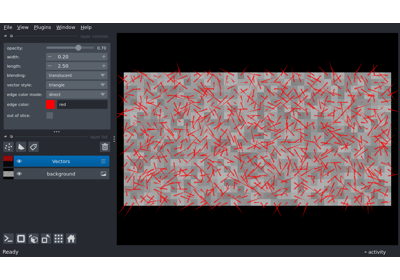 File View Plugins Window Help
opacity: 0.70
width: 0.20
length: 2.50
blending: translucent
vector style: triangle
edge color mode: direct
edge color: red
out of slice:
Vectors
background
Ready
activity